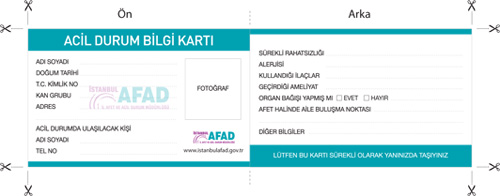 Ön
Arka
ACİL DURUM BİLGİ KARTI
ADI SOYADI
DOĞUM TARİHİ
T.C. KİMLİK NO
KAN GRUBU
ADRES
İSTANBUL
AFAD
FOTOĞRAF
ACİL DURUMDA ULAŞILACAK KİŞİ
ADI SOYADI
TEL NO
İSTANBUL
AFAD
www.istanbulafad.gov.tr
SÜREKLİ RAHATSIZLIĞI
ALERJİSİ
KULLANDIĞI İLAÇLAR
GEÇİRDİĞİ AMELİYAT
ORGAN BAĞIŞI YAPMIŞ MI EVET HAYIR
AFET HALİNDE AİLE BULUŞMA NOKTASI
DİĞER BİLGİLER
LÜTFEN BU KARTI SÜREKLİ OLARAK YANINIZDA TAŞIYINIZ